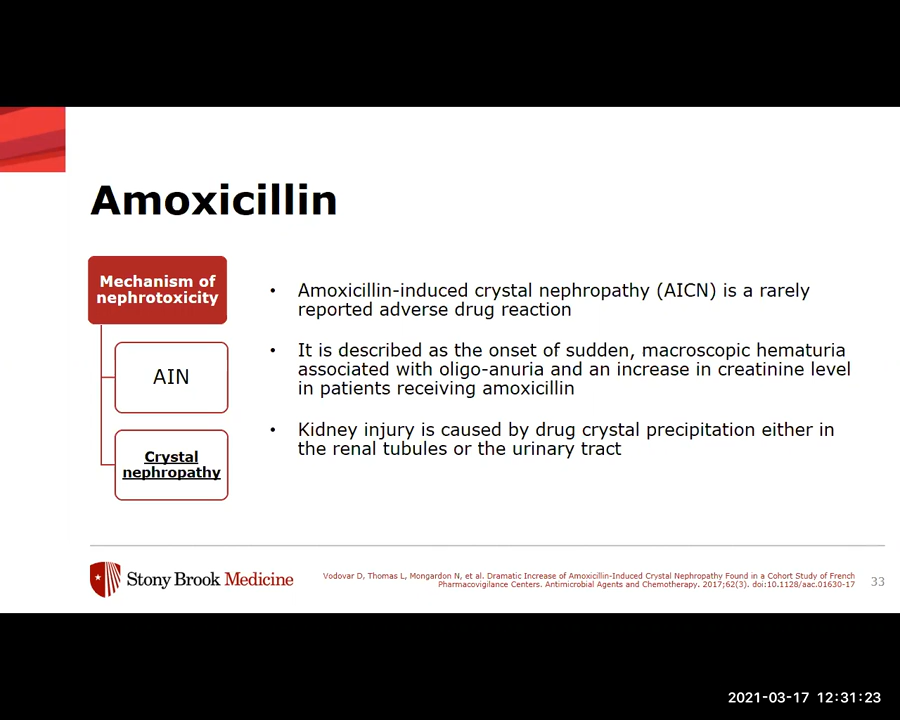 Amoxicillin
Mechanism of
nephrotoxicity
AIN
Crystal
nephropathy
• Amoxicillin-induced crystal nephropathy (AICN) is a rarely
reported adverse drug reaction
• It is described as the onset of sudden, macroscopic hematuria
associated with oligo-anuria and an increase in creatinine level
in patients receiving amoxicillin
• Kidney injury is caused by drug crystal precipitation either in
the renal tubules or the urinary tract
Stony Brook Medicine
Vodovar D, Thomas L, Mongardon N, et al. Dramatic Increase of Amoxicillin-Induced Crystal Nephropathy Found in a Cohort Study of French
Pharmacovigilance Centers. Antimicrobial Agents and Chemotherapy. 2017;62(3). doi:10.1128/aac.01630-17
33
2021-03-17 12:31:23